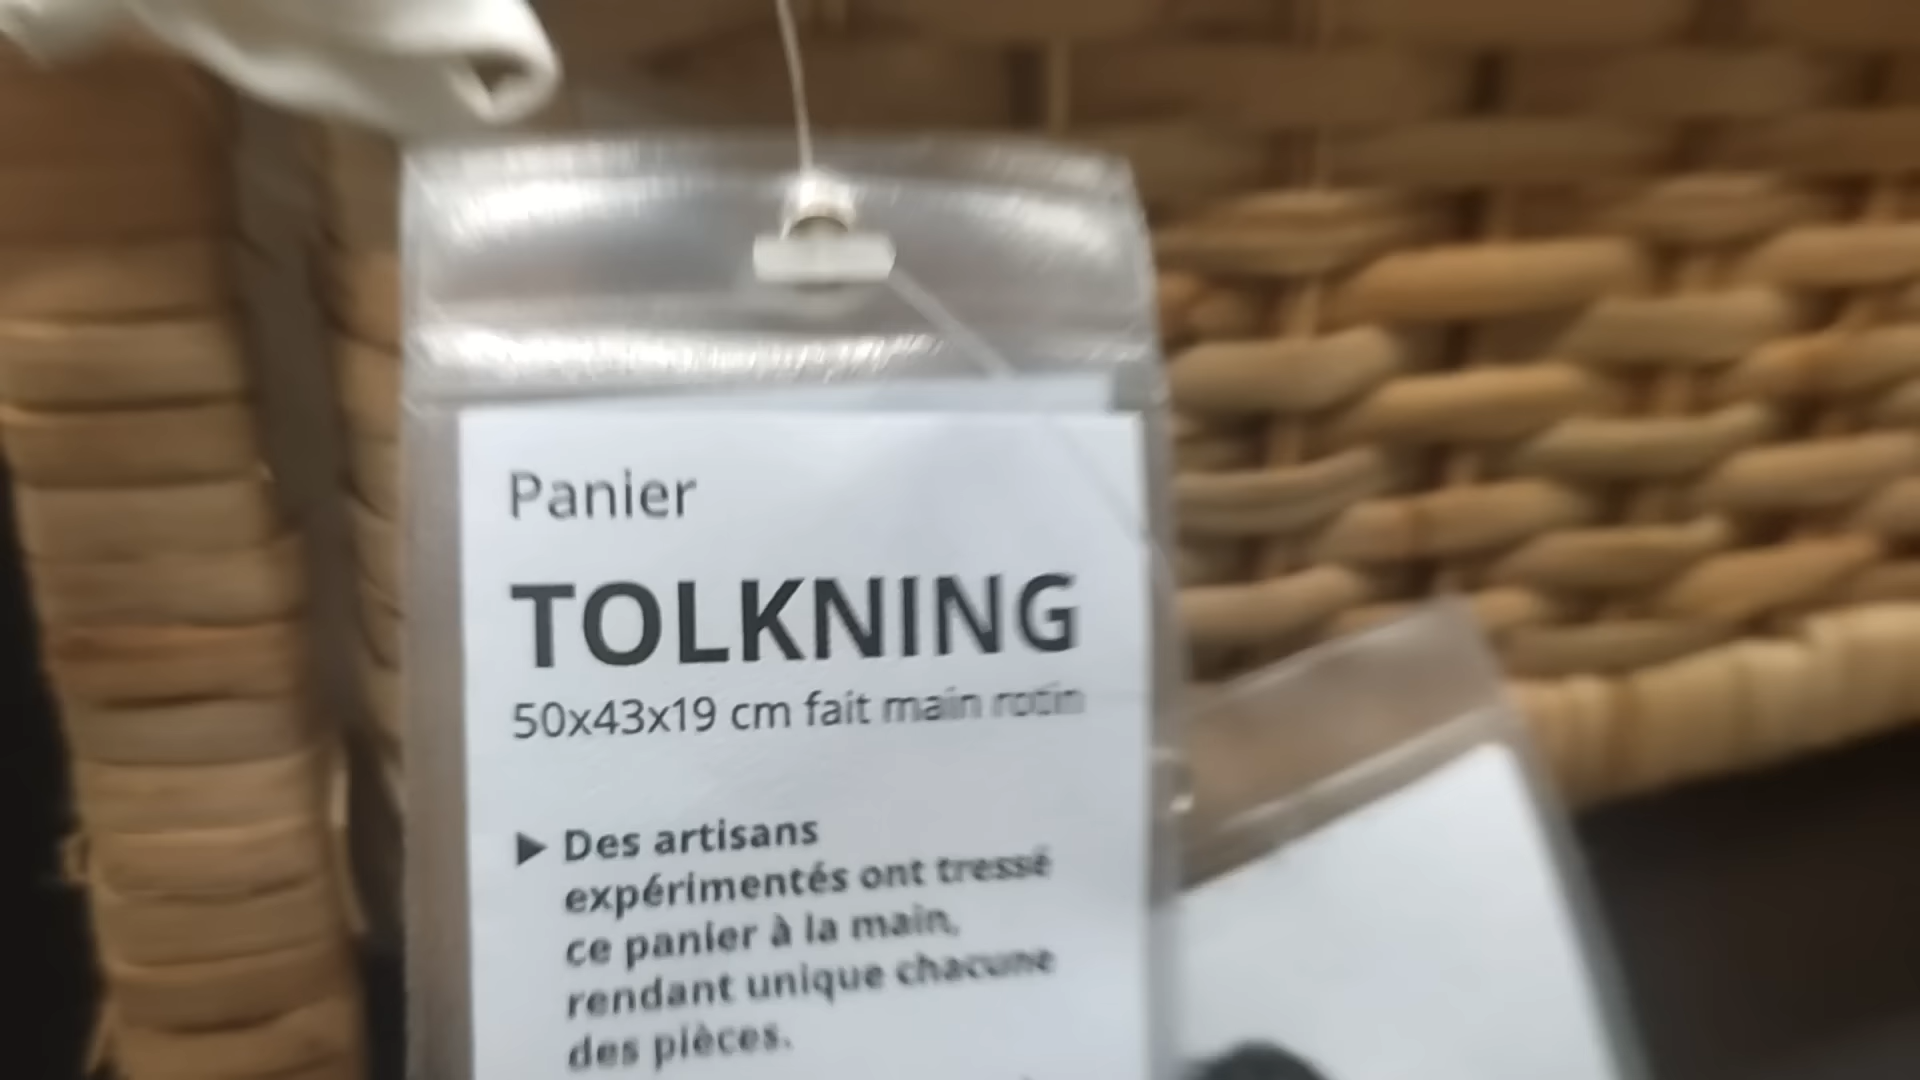 Panier
TOLKNING
50x43x19 cm fait main rotin
▶ Des artisans
expérimentés ont tressé
ce panier à la main,
rendant unique chacune
des pièces.